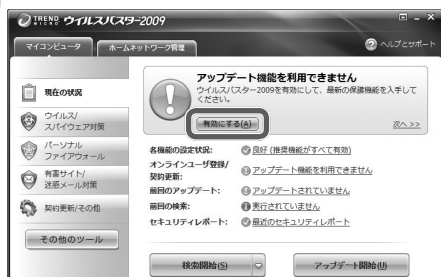 TREND MICRO ウイルスバスター2009
マイコンピュータ ホームネットワーク管理 ヘルプとサポート
現在の状況
ウイルス/
スパイウェア対策
パーソナル
ファイアウォール
有害サイト/
迷惑メール対策
契約更新/その他
その他のツール
アップデート機能を利用できません
ウイルスバスター2009を有効にして、最新の保護機能を入手して
ください。
有効にする(A)
次へ >>
各機能の設定状況: 良好 (推奨機能がすべて有効)
オンラインユーザ登録/
契約更新: アップデート機能を利用できません
前回のアップデート: アップデートされていません
前回の検索: 実行されていません
セキュリティレポート: 最近のセキュリティレポート
検索開始(S) アップデート開始(U)